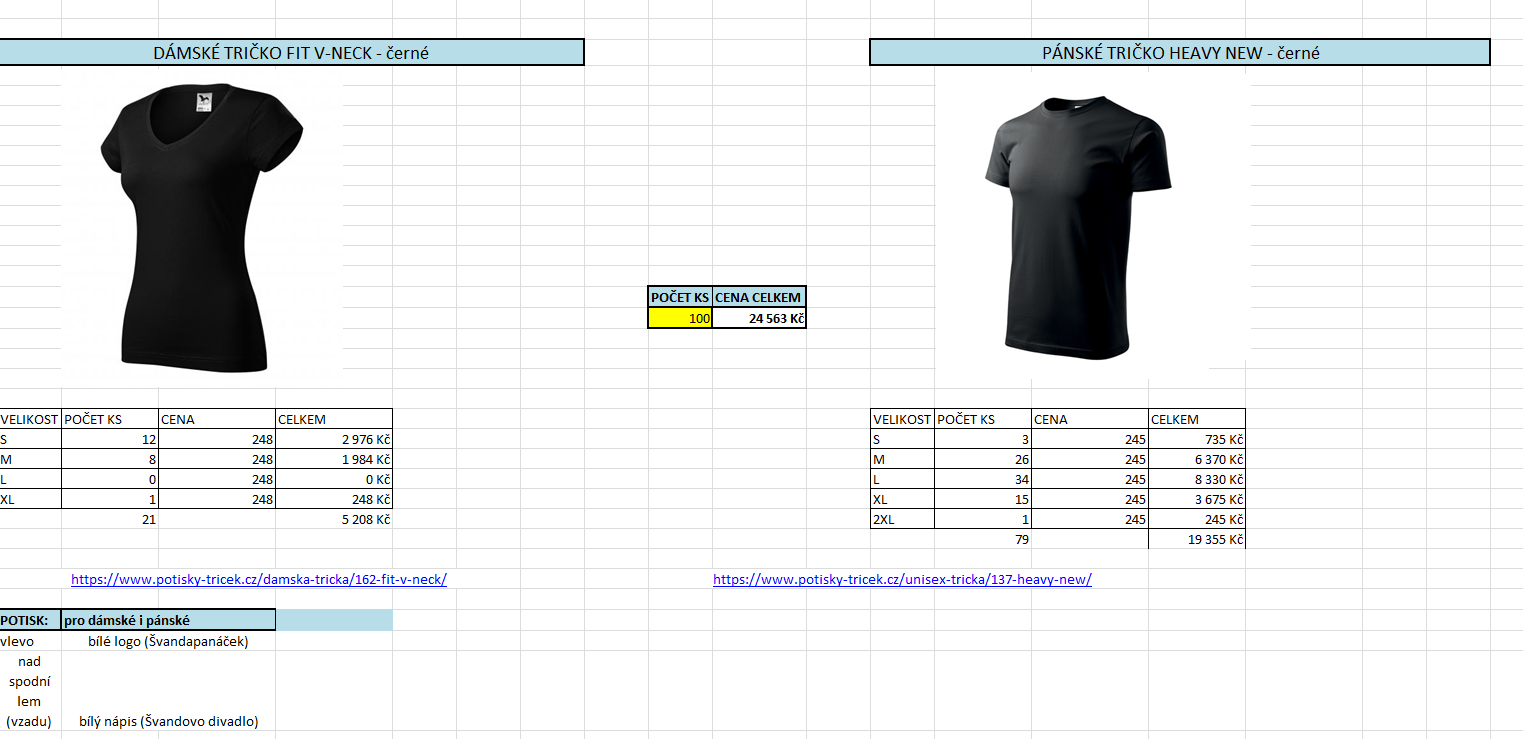 DÁMSKÉ TRIČKO FIT V-NECK - černé
PÁNSKÉ TRIČKO HEAVY NEW - černé
POČET KS CENA CELKEM
100 24 563 Kč
VELIKOST POČET KS CENA CELKEM
S 12 248 2 976 Kč
M 8 248 1 984 Kč
L 0 248 0 Kč
XL 1 248 248 Kč
21 5 208 Kč
VELIKOST POČET KS CENA CELKEM
S 3 245 735 Kč
M 26 245 6 370 Kč
L 34 245 8 330 Kč
XL 15 245 3 675 Kč
2XL 1 245 245 Kč
79 19 355 Kč
https://www.potisky-tricek.cz/damska-tricka/162-fit-v-neck/
https://www.potisky-tricek.cz/unisex-tricka/137-heavy-new/
POTISK: pro dámské i pánské
vlevo bílé logo (Švandapanáček)
nad
spodní
lem
(vzadu) bílý nápis (Švandovo divadlo)